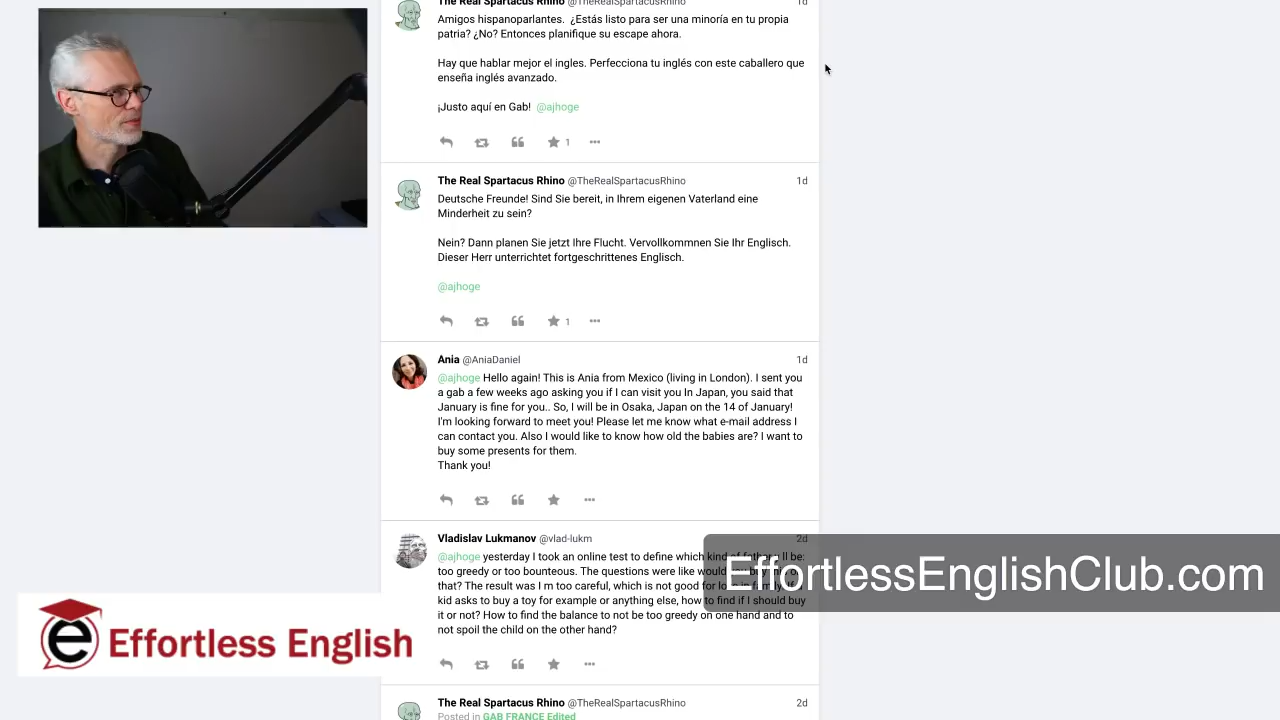 The Real Spartacus Rhino @TheRealSpartacusRhino 1d
Amigos hispanoparlantes. ¿Estás listo para ser una minoría en tu propia
patria? ¿No? Entonces planifique su escape ahora.
Hay que hablar mejor el ingles. Perfecciona tu inglés con este caballero que
enseña inglés avanzado.
¡Justo aquí en Gab! @ajhoge
1
The Real Spartacus Rhino @TheRealSpartacusRhino 1d
Deutsche Freunde! Sind Sie bereit, in Ihrem eigenen Vaterland eine
Minderheit zu sein?
Nein? Dann planen Sie jetzt Ihre Flucht. Vervollkommnen Sie Ihr Englisch.
Dieser Herr unterrichtet fortgeschrittenes Englisch.
@ajhoge
1
Ania @AniaDaniel 1d
@ajhoge Hello again! This is Ania from Mexico (living in London). I sent you
a gab a few weeks ago asking you if I can visit you In Japan, you said that
January is fine for you.. So, I will be in Osaka, Japan on the 14 of January!
I'm looking forward to meet you! Please let me know what e-mail address I
can contact you. Also I would like to know how old the babies are? I want to
buy some presents for them.
Thank you!
Vladislav Lukmanov @vlad-lukm 2d
@ajhoge yesterday I took an online test to define which kind of father u ll be:
too greedy or too bounteous. The questions were like would
that? The result was I m too careful, which is not good for
kid asks to buy a toy for example or anything else, how to find if I should buy
it or not? How to find the balance to not be too greedy on one hand and to
not spoil the child on the other hand?
EffortlessEnglishClub.com
e Effortless English
The Real Spartacus Rhino @TheRealSpartacusRhino 2d
Posted in GAB FRANCE Edited